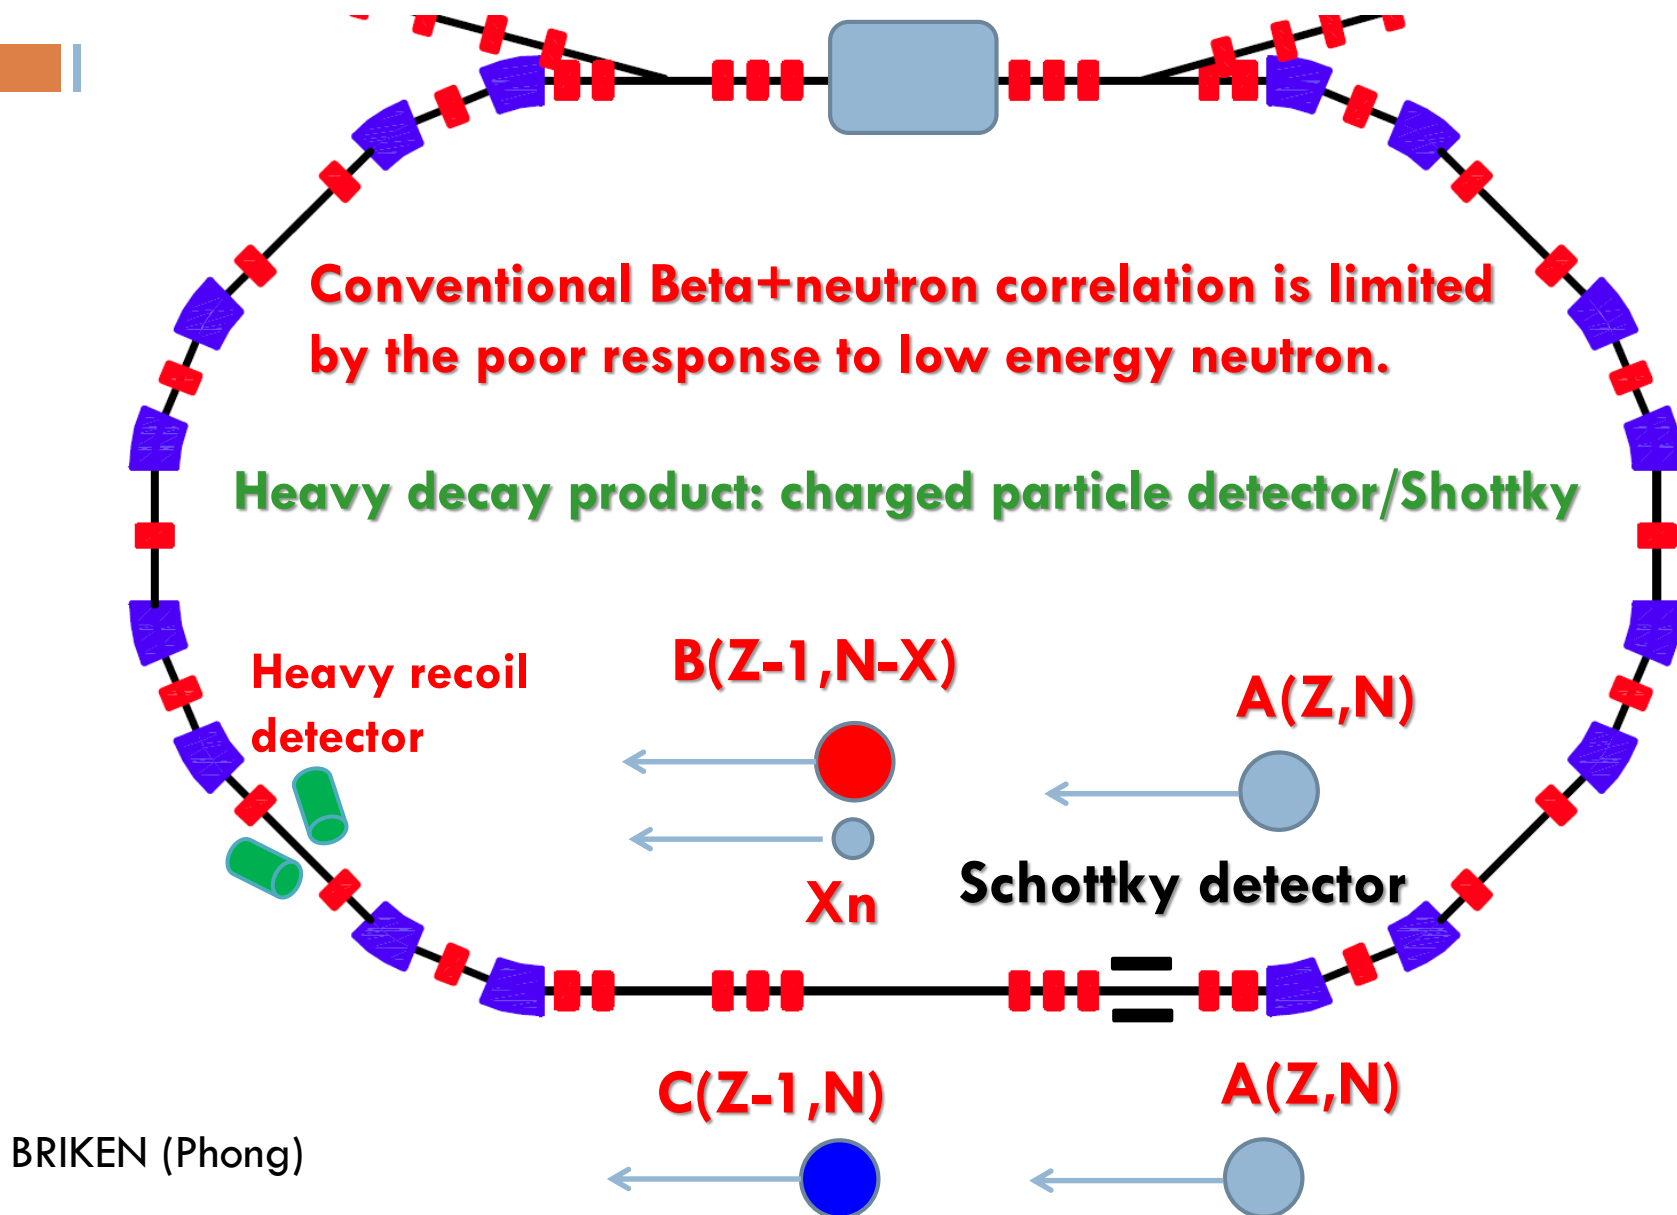 Conventional Beta+neutron correlation is limited
by the poor response to low energy neutron.
Heavy decay product: charged particle detector/Shottky
Heavy recoil
detector
B(Z-1,N-X)
A(Z,N)
Xn
Schottky detector
C(Z-1,N)
A(Z,N)
BRIKEN (Phong)